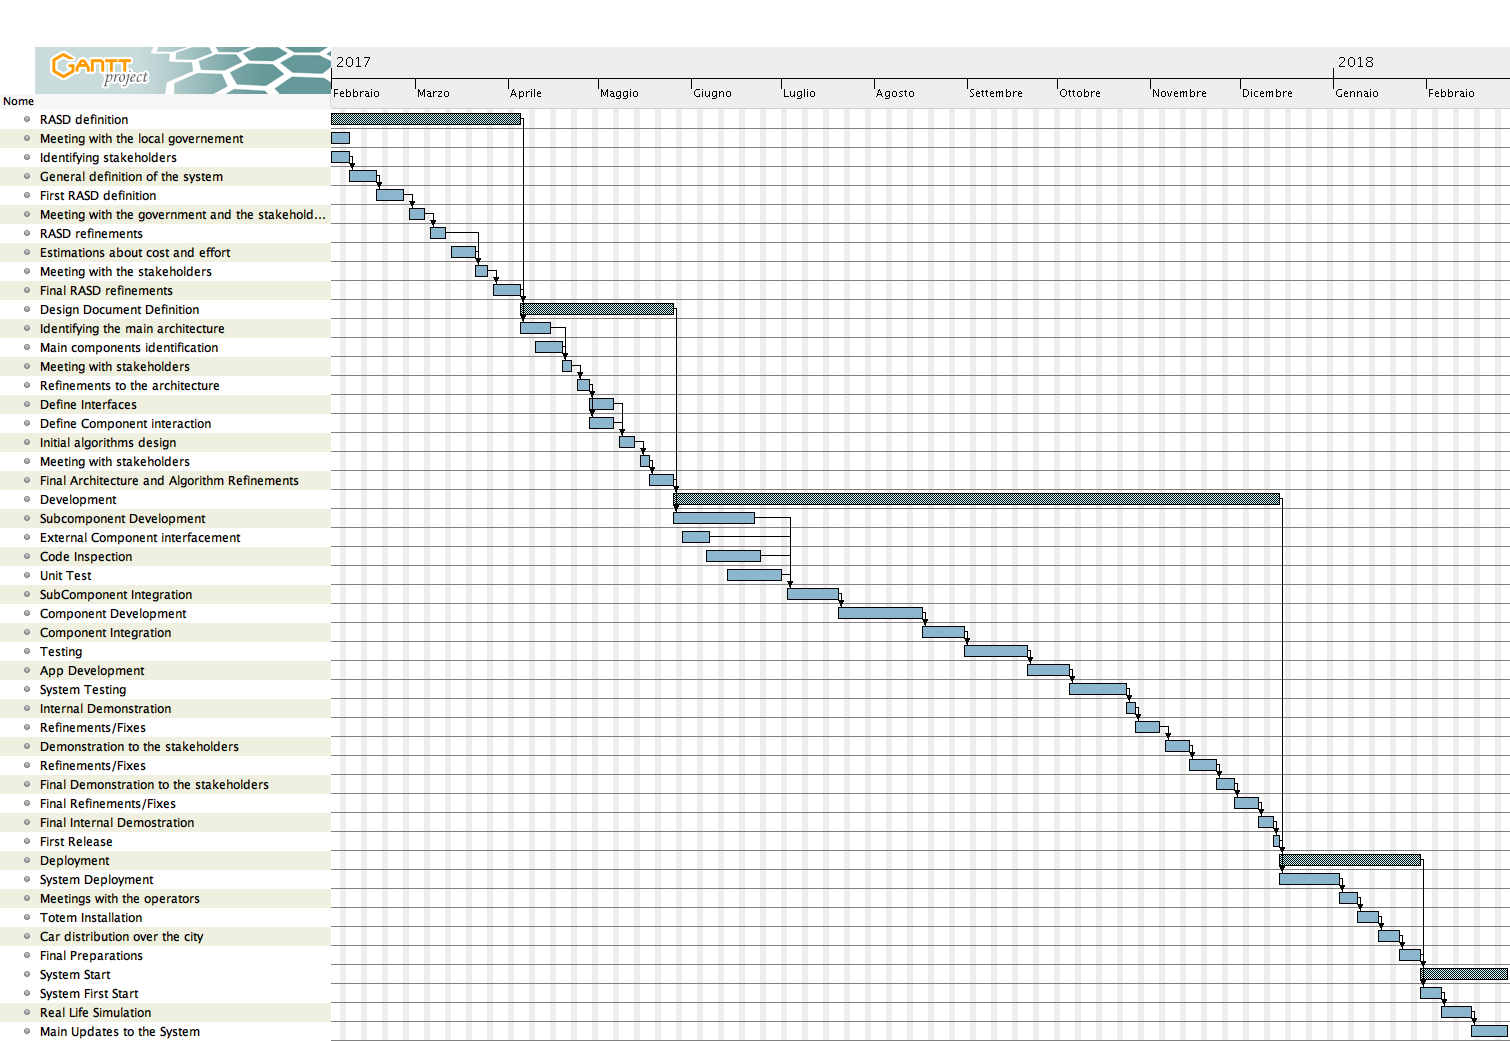 2017
2018
GANTT
project
Febbraio
Marzo
Aprile
Maggio
Giugno
Luglio
Agosto
Settembre
Ottobre
Novembre
Dicembre
Gennaio
Febbraio
Nome
RASD definition
Meeting with the local governement
Identifying stakeholders
General definition of the system
First RASD definition
Meeting with the government and the stakehold...
RASD refinements
Estimations about cost and effort
Meeting with the stakeholders
Final RASD refinements
Design Document Definition
Identifying the main architecture
Main components identification
Meeting with stakeholders
Refinements to the architecture
Define Interfaces
Define Component interaction
Initial algorithms design
Meeting with stakeholders
Final Architecture and Algorithm Refinements
Development
Subcomponent Development
External Component interfacement
Code Inspection
Unit Test
SubComponent Integration
Component Development
Component Integration
Testing
App Development
System Testing
Internal Demonstration
Refinements/Fixes
Demonstration to the stakeholders
Refinements/Fixes
Final Demonstration to the stakeholders
Final Refinements/Fixes
Final Internal Demostration
First Release
Deployment
System Deployment
Meetings with the operators
Totem Installation
Car distribution over the city
Final Preparations
System Start
System First Start
Real Life Simulation
Main Updates to the System